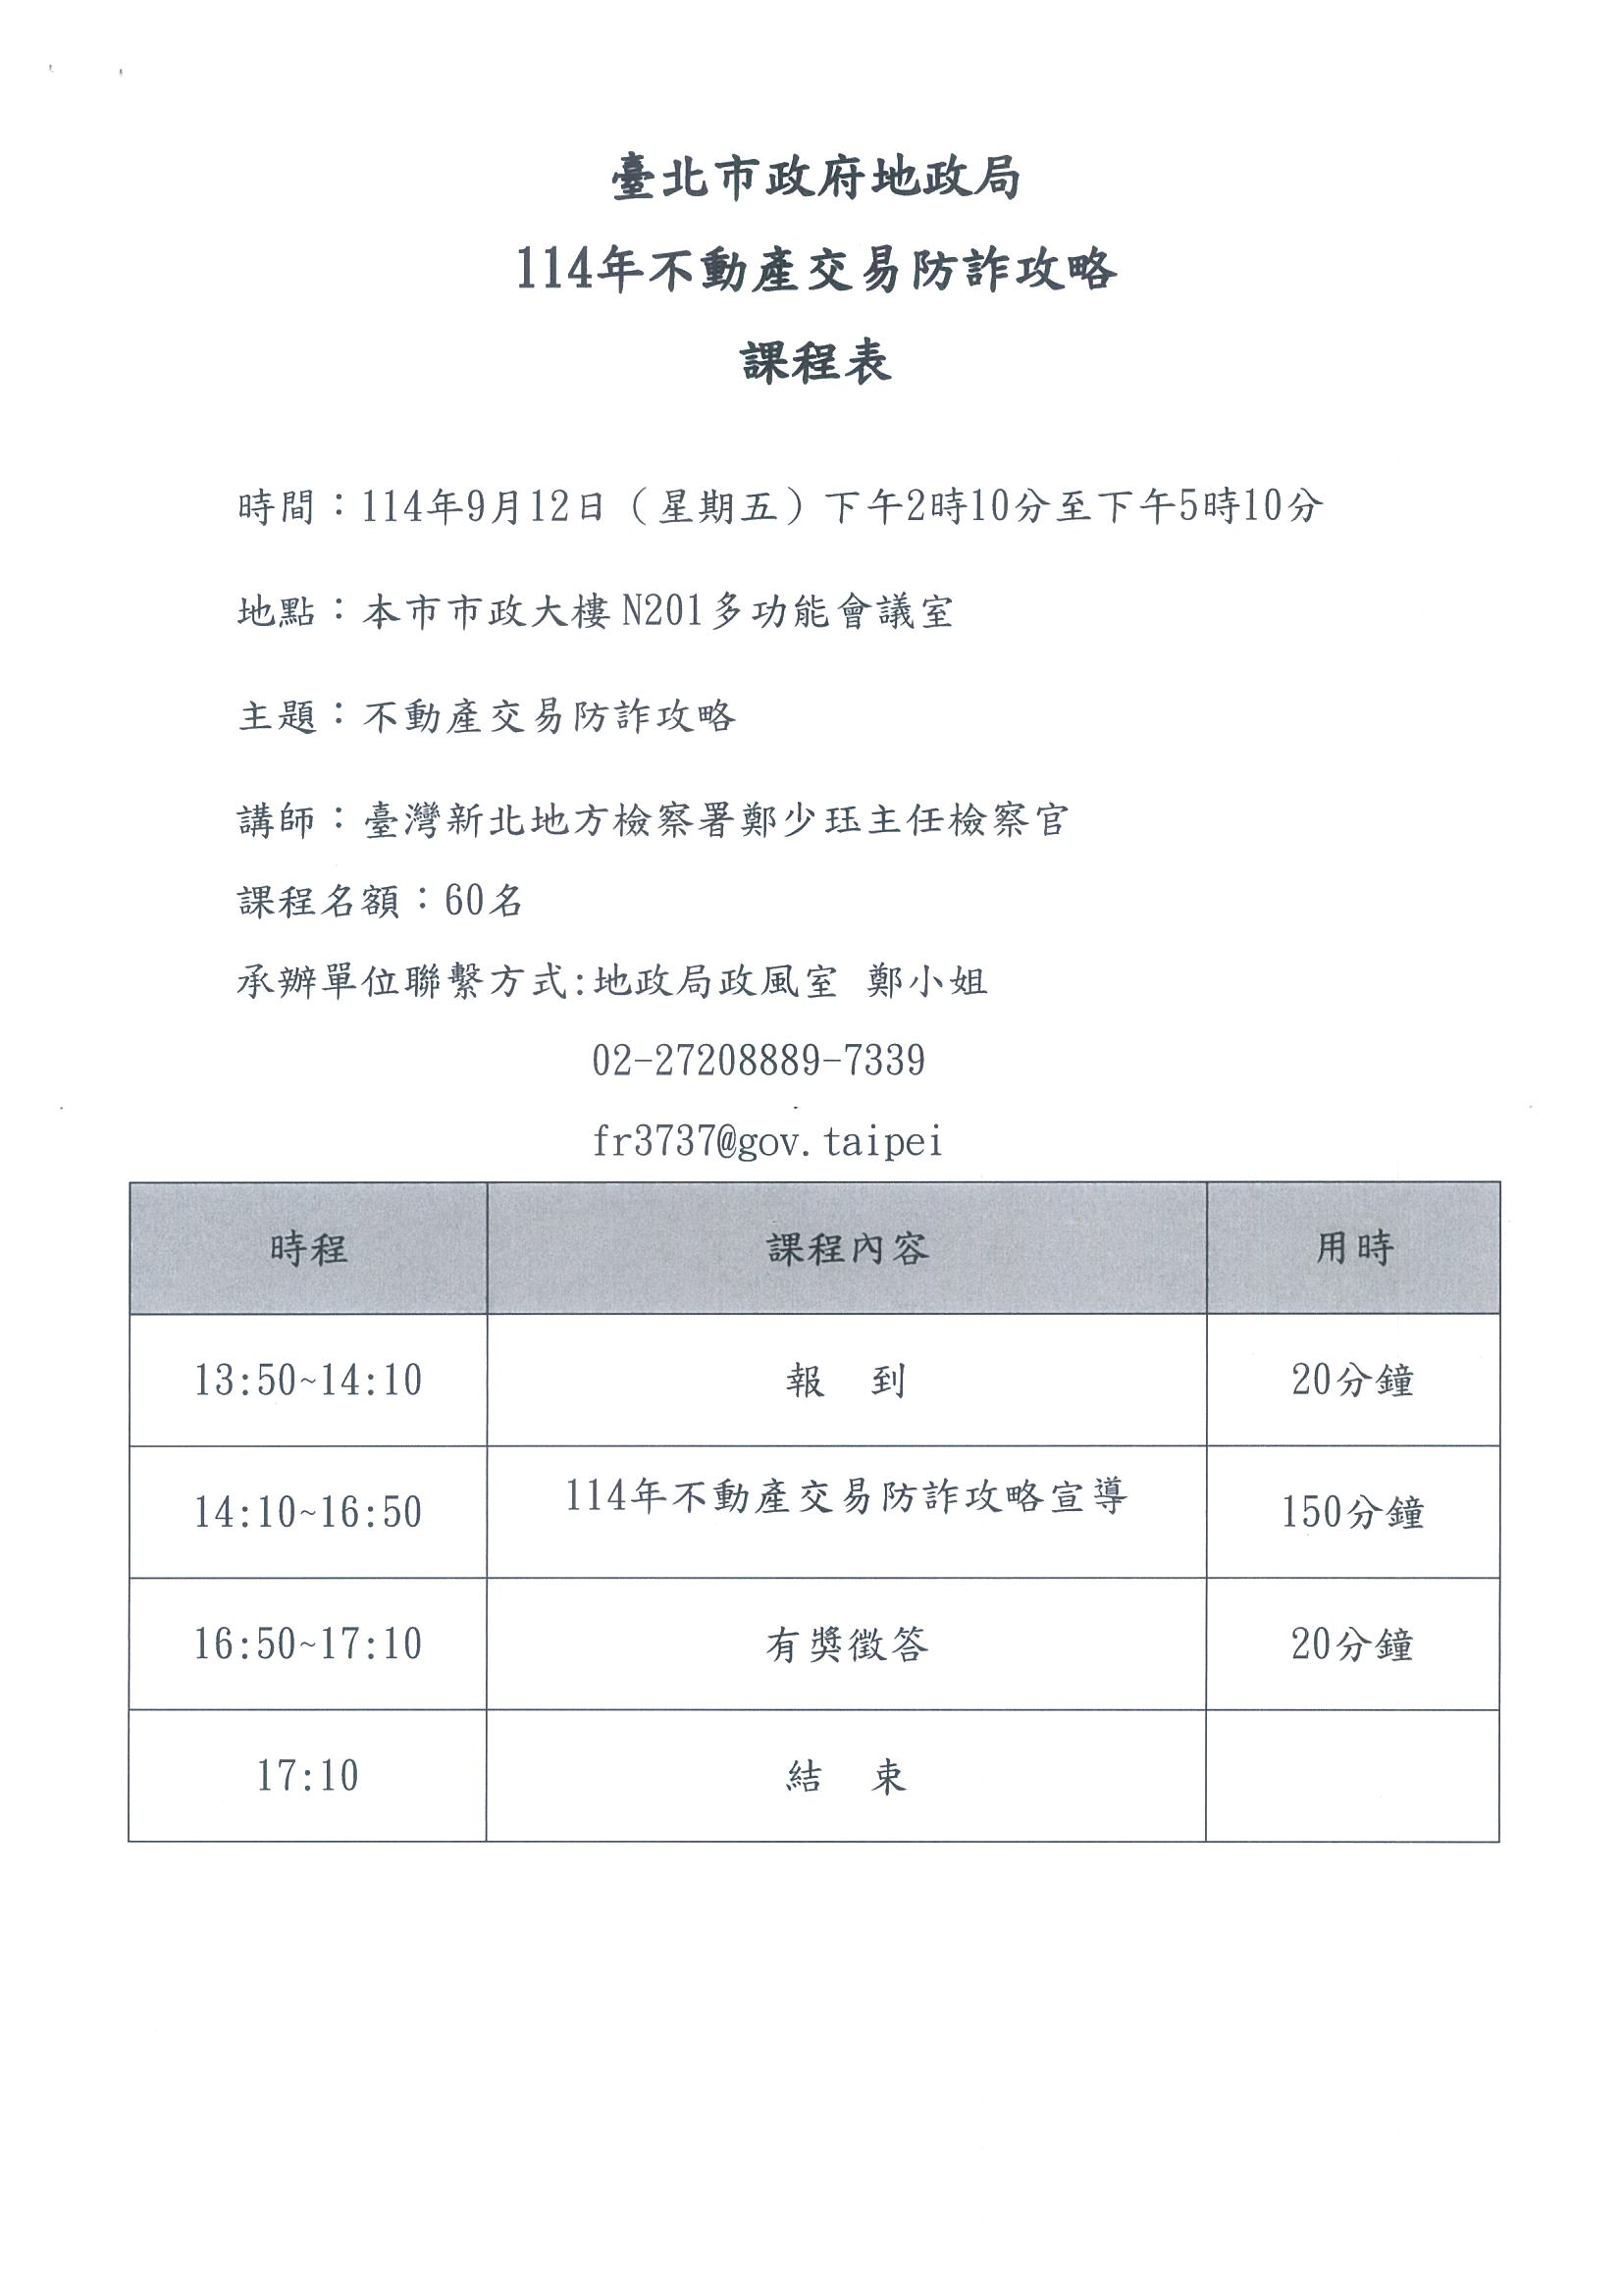 臺北市政府地政局
114年不動產交易防詐攻略
課程表
時間：114年9月12日（星期五）下午2時10分至下午5時10分
地點：本市市政大樓N201多功能會議室
主題：不動產交易防詐攻略
講師：臺灣新北地方檢察署鄭少珏主任檢察官
課程名額：60名
承辦單位聯繫方式:地政局政風室 鄭小姐
02-27208889-7339
fr3737@gov.taipei
時程 課程內容 用時
13:50~14:10 報 到 20分鐘
14:10~16:50 114年不動產交易防詐攻略宣導 150分鐘
16:50~17:10 有獎徵答 20分鐘
17:10 結 束